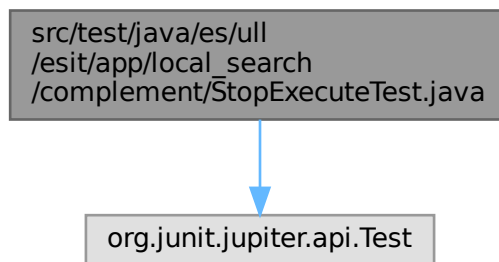 src/test/java/es/ull
/esit/app/local_search
/complement/StopExecuteTest.java
org.junit.jupiter.api.Test